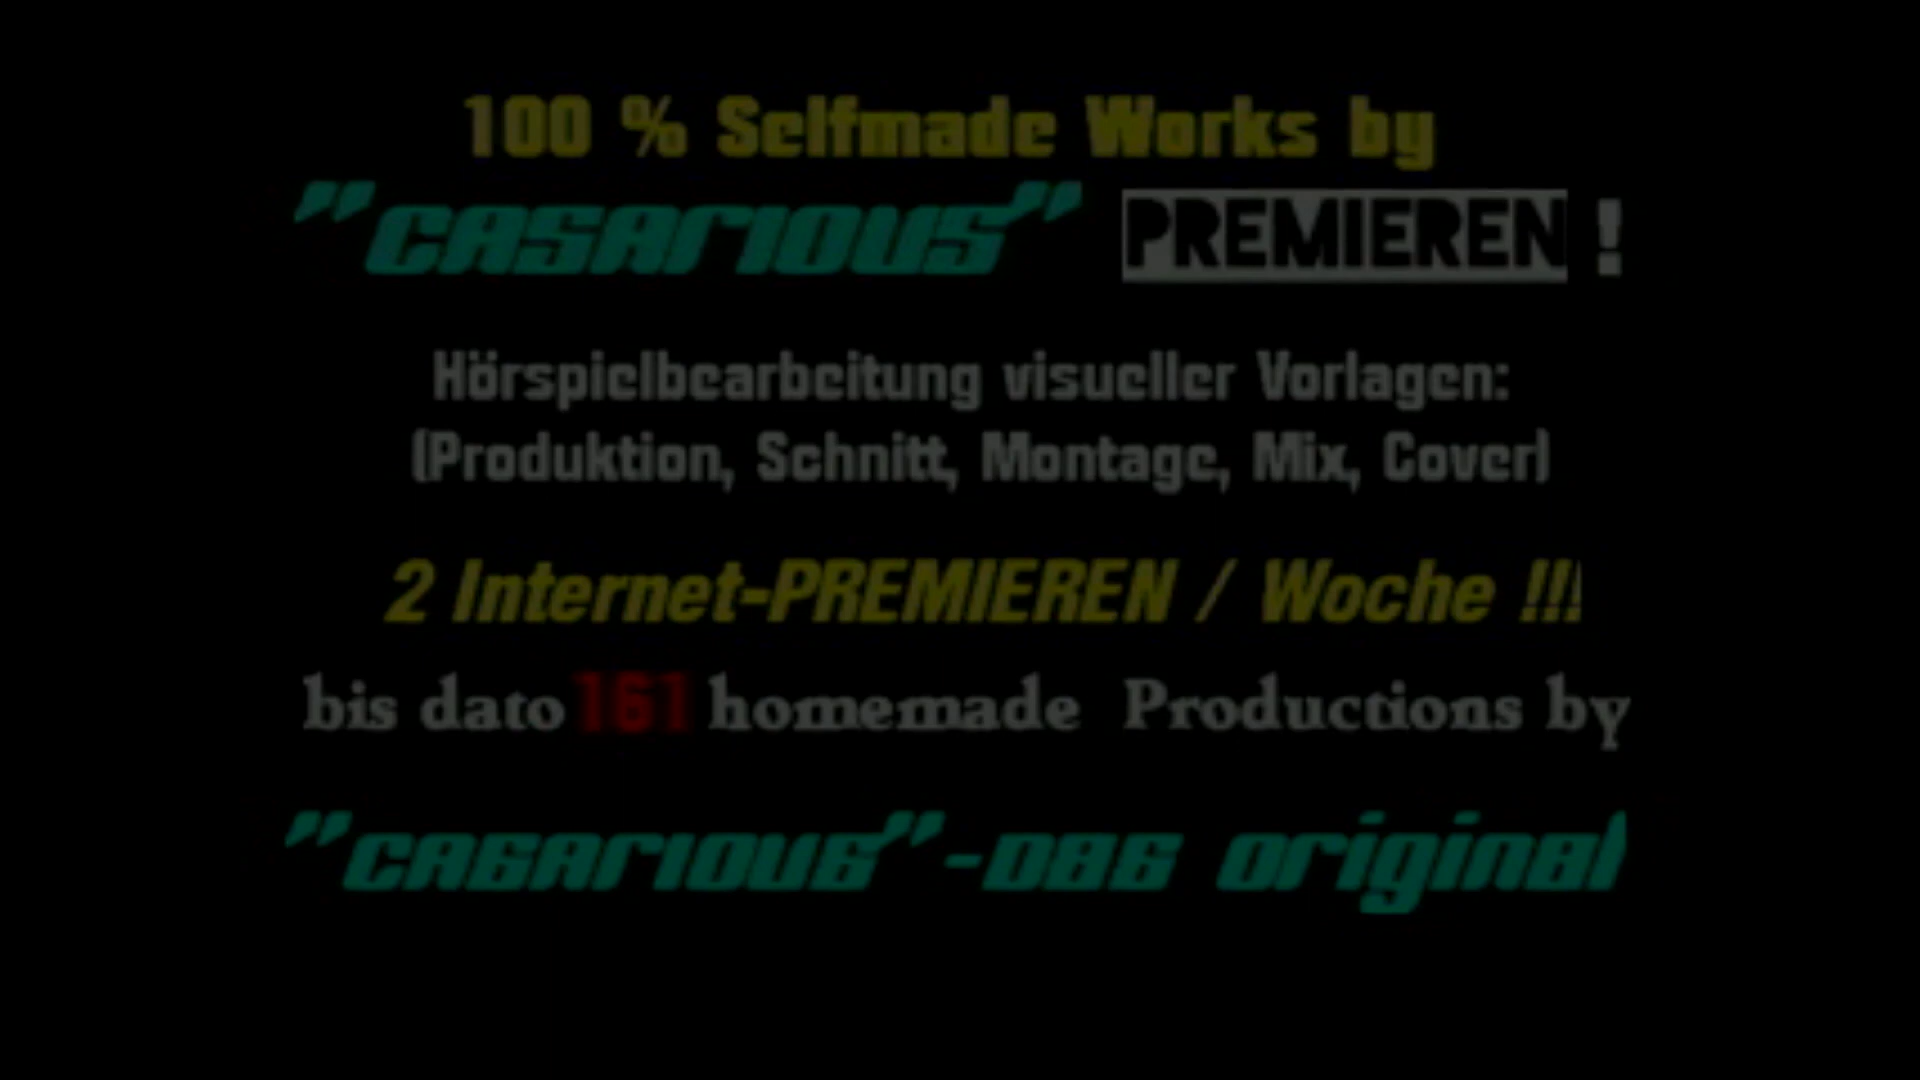 100 % Selfmade Works by
"CASARIOUS" PREMIEREN !
Hörspielbearbeitung visueller Vorlagen:
(Produktion, Schnitt, Montage, Mix, Cover)
2 Internet-PREMIEREN / Woche !!!
bis dato 161 homemade Productions by
"CASARIOUS"-DAS original